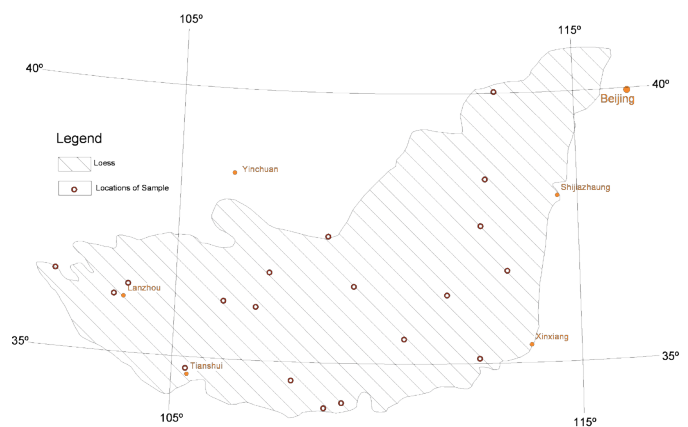 105º
115º
40º
40º
Beijing
Legend
Loess
Locations of Sample
Yinchuan
Shijiazhaung
Lanzhou
Xinxiang
35º
35º
Tianshui
105º
115º